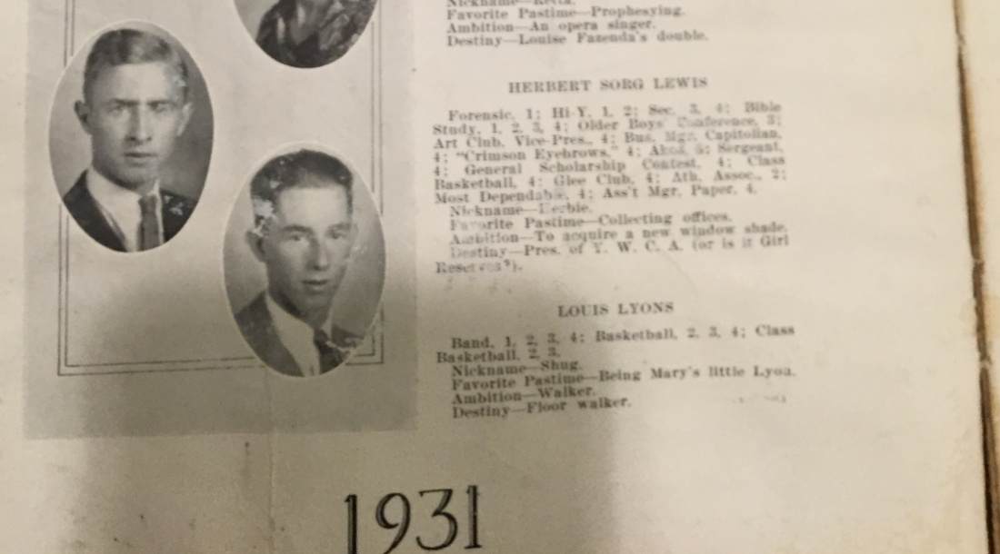 Nickname—Retta.
Favorite Pastime—Prophesying.
Ambition—An opera singer.
Destiny—Louise Fazenda's double.
HERBERT SORG LEWIS
Forensic, 1; Hi-Y, 1, 2; Sec. 3, 4; Bible
Study, 1, 2, 3, 4; Older Boys' Conference, 3;
Art Club, Vice-Pres., 4; Bus. Mgr. Capitolian,
4; "Crimson Eyebrows," 4; Sergeant,
4; General Scholarship Contest, 4; Class
Basketball, 4; Glee Club, 4; Ath. Assoc., 2;
Most Dependable, 4; Ass't Mgr. Paper, 4.
Nickname—Herbie.
Favorite Pastime—Collecting offices.
Ambition—To acquire a new window shade.
Destiny—Pres. of Y. W. C. A. (or is it Girl
Reserves?).
LOUIS LYONS
Band, 1, 2, 3, 4; Basketball, 2, 3, 4; Class
Basketball, 2, 3.
Nickname—Shug.
Favorite Pastime—Being Mary's little Lyon.
Ambition—Walker.
Destiny—Floor walker.
1931